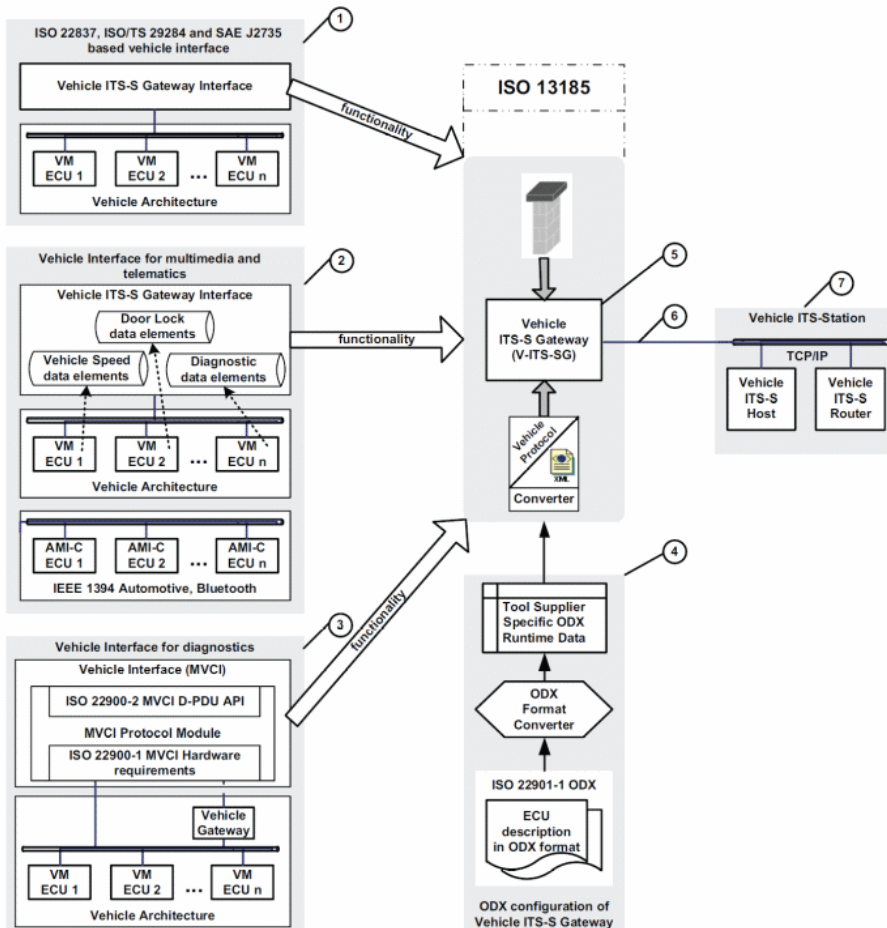 1
ISO 22837, ISO/TS 29284 and SAE J2735
based vehicle interface
Vehicle ITS-S Gateway Interface
VM
ECU 1
VM
ECU 2
...
VM
ECU n
Vehicle Architecture
functionality
ISO 13185
Vehicle Interface for multimedia and
telematics
2
Vehicle ITS-S Gateway Interface
Door Lock
data elements
Vehicle Speed
data elements
Diagnostic
data elements
VM
ECU 1
VM
ECU 2
...
VM
ECU n
Vehicle Architecture
AMI-C
ECU 1
AMI-C
ECU 2
...
AMI-C
ECU n
IEEE 1394 Automotive, Bluetooth
functionality
5
Vehicle
ITS-S Gateway
(V-ITS-SG)
Vehicle
Protocol
XML
Converter
6
7
Vehicle ITS-Station
TCP/IP
Vehicle
ITS-S
Host
Vehicle
ITS-S
Router
3
Vehicle Interface for diagnostics
Vehicle Interface (MVCI)
ISO 22900-2 MVCI D-PDU API
MVCI Protocol Module
ISO 22900-1 MVCI Hardware
requirements
Vehicle
Gateway
VM
ECU 1
VM
ECU 2
...
VM
ECU n
Vehicle Architecture
functionality
4
Tool Supplier
Specific ODX
Runtime Data
ODX
Format
Converter
ISO 22901-1 ODX
ECU
description
in ODX format
ODX configuration of
Vehicle ITS-S Gateway